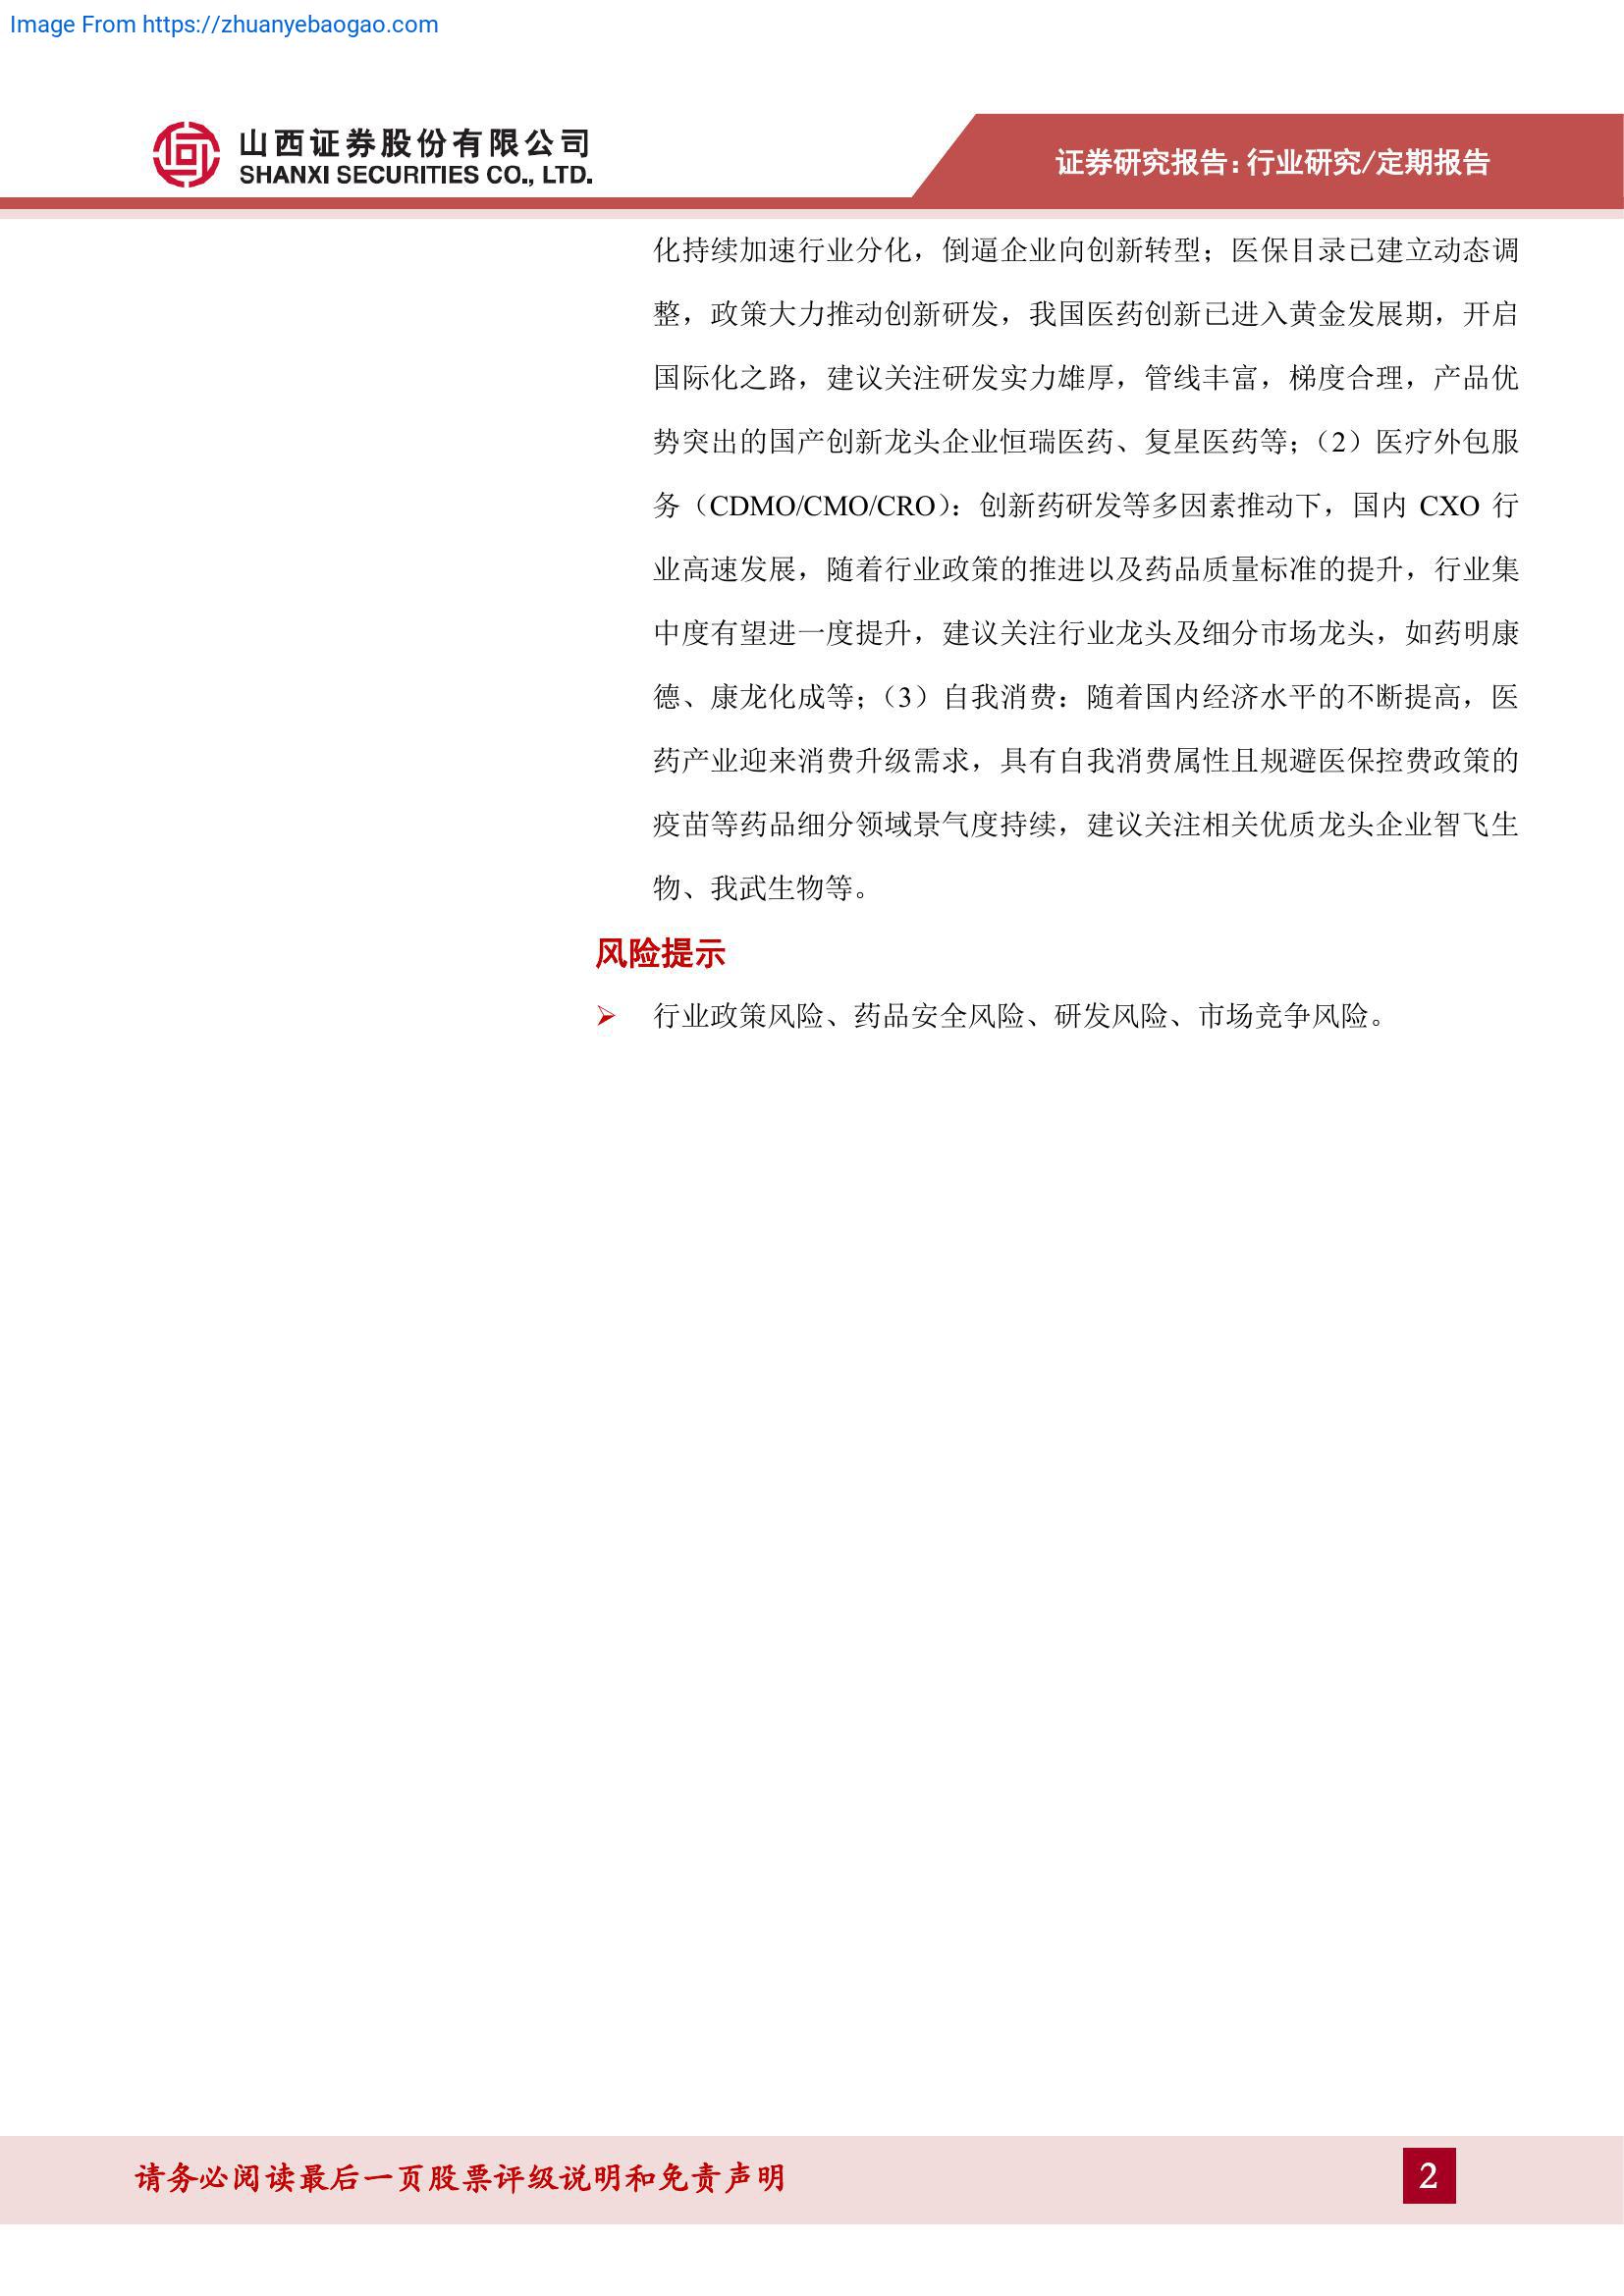 Image From https://zhuanyebaogao.com
山西证券股份有限公司
SHANXI SECURITIES CO., LTD.
证券研究报告：行业研究/定期报告
化持续加速行业分化，倒逼企业向创新转型；医保目录已建立动态调
整，政策大力推动创新研发，我国医药创新已进入黄金发展期，开启
国际化之路，建议关注研发实力雄厚，管线丰富，梯度合理，产品优
势突出的国产创新龙头企业恒瑞医药、复星医药等；（2）医疗外包服
务（CDMO/CMO/CRO）：创新药研发等多因素推动下，国内 CXO 行
业高速发展，随着行业政策的推进以及药品质量标准的提升，行业集
中度有望进一度提升，建议关注行业龙头及细分市场龙头，如药明康
德、康龙化成等；（3）自我消费：随着国内经济水平的不断提高，医
药产业迎来消费升级需求，具有自我消费属性且规避医保控费政策的
疫苗等药品细分领域景气度持续，建议关注相关优质龙头企业智飞生
物、我武生物等。
风险提示
➢ 行业政策风险、药品安全风险、研发风险、市场竞争风险。
请务必阅读最后一页股票评级说明和免责声明
2